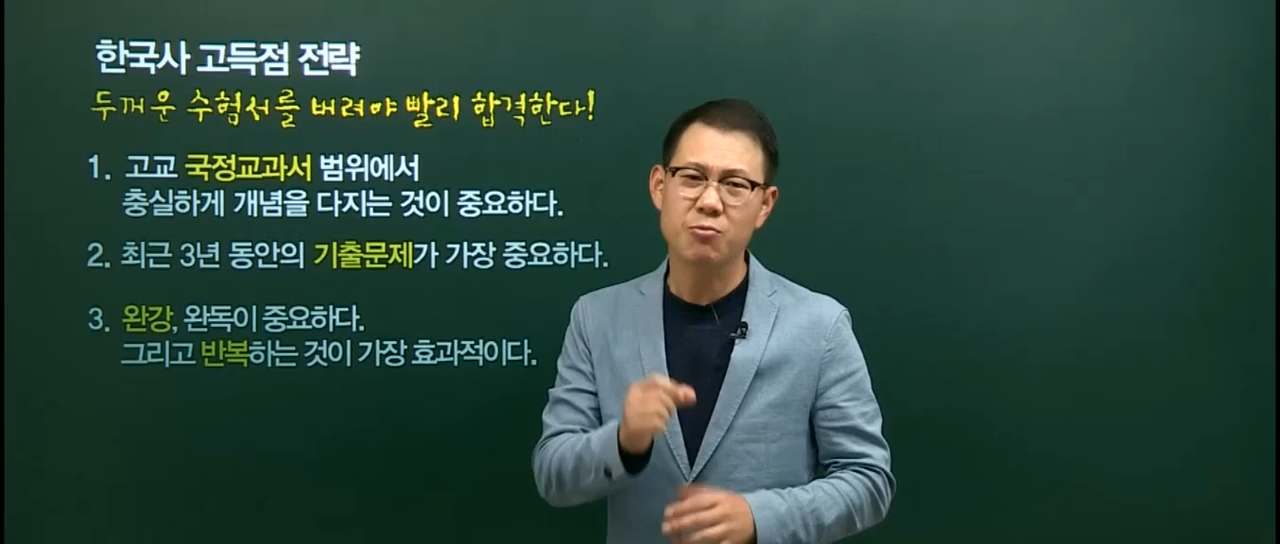 한국사 고득점 전략
두꺼운 수험서를 버려야 빨리 합격한다!
1. 고교 국정교과서 범위에서
충실하게 개념을 다지는 것이 중요하다.
2. 최근 3년 동안의 기출문제가 가장 중요하다.
3. 완강, 완독이 중요하다.
그리고 반복하는 것이 가장 효과적이다.